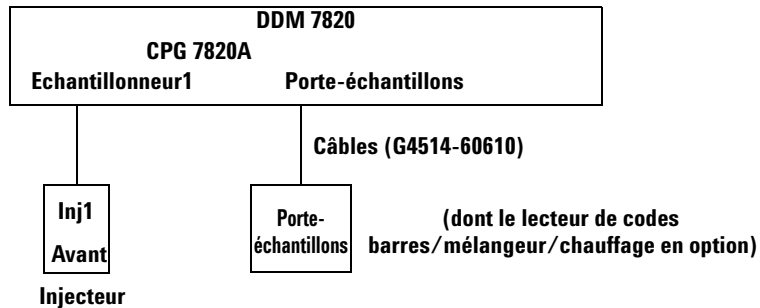 DDM 7820
CPG 7820A
Echantillonneur1 Porte-échantillons
Câbles (G4514-60610)
Inj1
Avant
Porte-
échantillons
(dont le lecteur de codes
barres/mélangeur/chauffage en option)
Injecteur